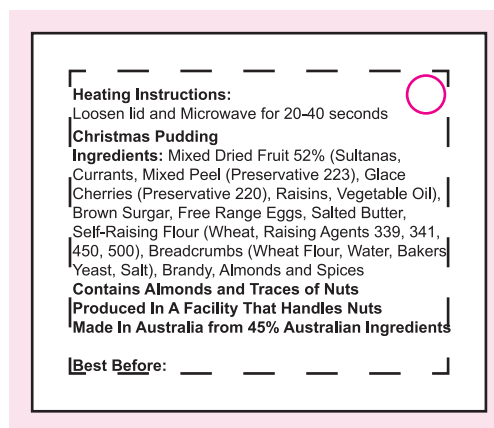 Heating Instructions:
Loosen lid and Microwave for 20-40 seconds
Christmas Pudding
Ingredients: Mixed Dried Fruit 52% (Sultanas,
Currants, Mixed Peel (Preservative 223), Glace
Cherries (Preservative 220), Raisins, Vegetable Oil),
Brown Surgar, Free Range Eggs, Salted Butter,
Self-Raising Flour (Wheat, Raising Agents 339, 341,
450, 500), Breadcrumbs (Wheat Flour, Water, Bakers
Yeast, Salt), Brandy, Almonds and Spices
Contains Almonds and Traces of Nuts
Produced In A Facility That Handles Nuts
Made In Australia from 45% Australian Ingredients
Best Before: